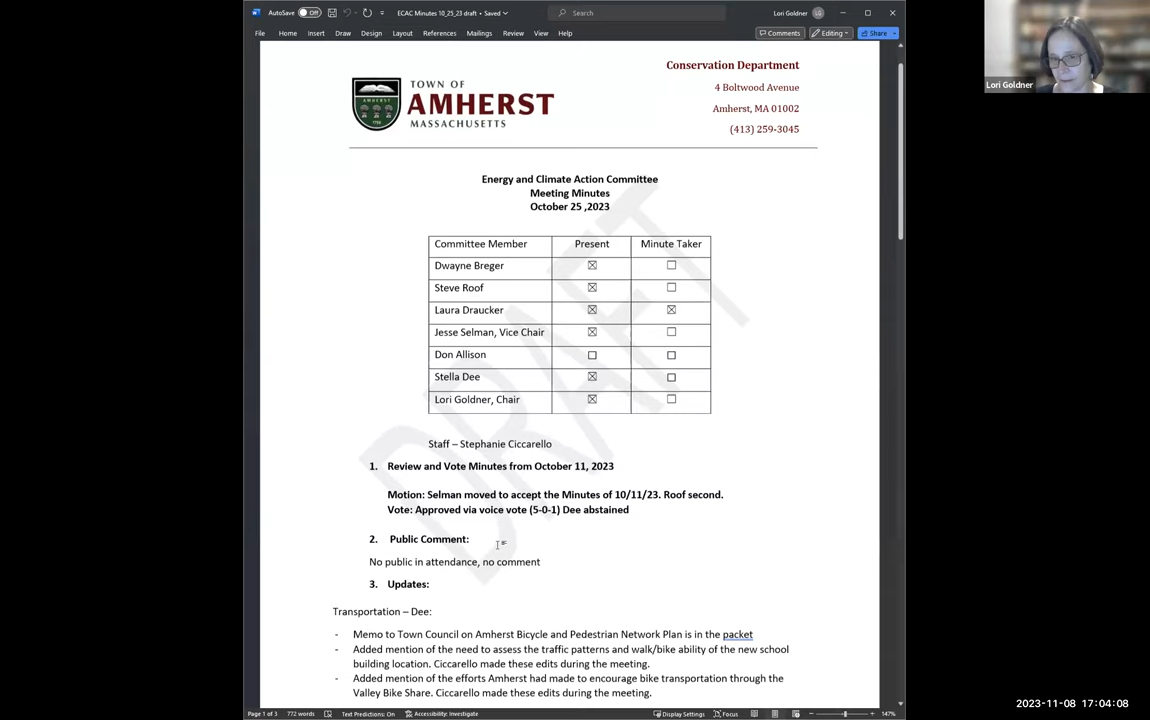 AutoSave Off ECAC Minutes 10_25_23 draft • Saved Search Lori Goldner LG
File Home Insert Draw Design Layout References Mailings Review View Help Comments Editing Share
Conservation Department
4 Boltwood Avenue
Amherst, MA 01002
(413) 259-3045
TOWN OF
AMHERST
MASSACHUSETTS
Lori Goldner
Energy and Climate Action Committee
Meeting Minutes
October 25 ,2023
Committee Member Present Minute Taker
Dwayne Breger ☒ ☐
Steve Roof ☒ ☐
Laura Draucker ☒ ☒
Jesse Selman, Vice Chair ☒ ☐
Don Allison ☐ ☐
Stella Dee ☒ ☐
Lori Goldner, Chair ☒ ☐
DRAFT
Staff – Stephanie Ciccarello
1. Review and Vote Minutes from October 11, 2023
Motion: Selman moved to accept the Minutes of 10/11/23. Roof second.
Vote: Approved via voice vote (5-0-1) Dee abstained
2. Public Comment:
No public in attendance, no comment
3. Updates:
Transportation – Dee:
- Memo to Town Council on Amherst Bicycle and Pedestrian Network Plan is in the packet
- Added mention of the need to assess the traffic patterns and walk/bike ability of the new school
building location. Ciccarello made these edits during the meeting.
- Added mention of the efforts Amherst had made to encourage bike transportation through the
Valley Bike Share. Ciccarello made these edits during the meeting.
Page 1 of 3 772 words Text Predictions: On Accessibility: Investigate Display Settings Focus 147%
2023-11-08 17:04:08